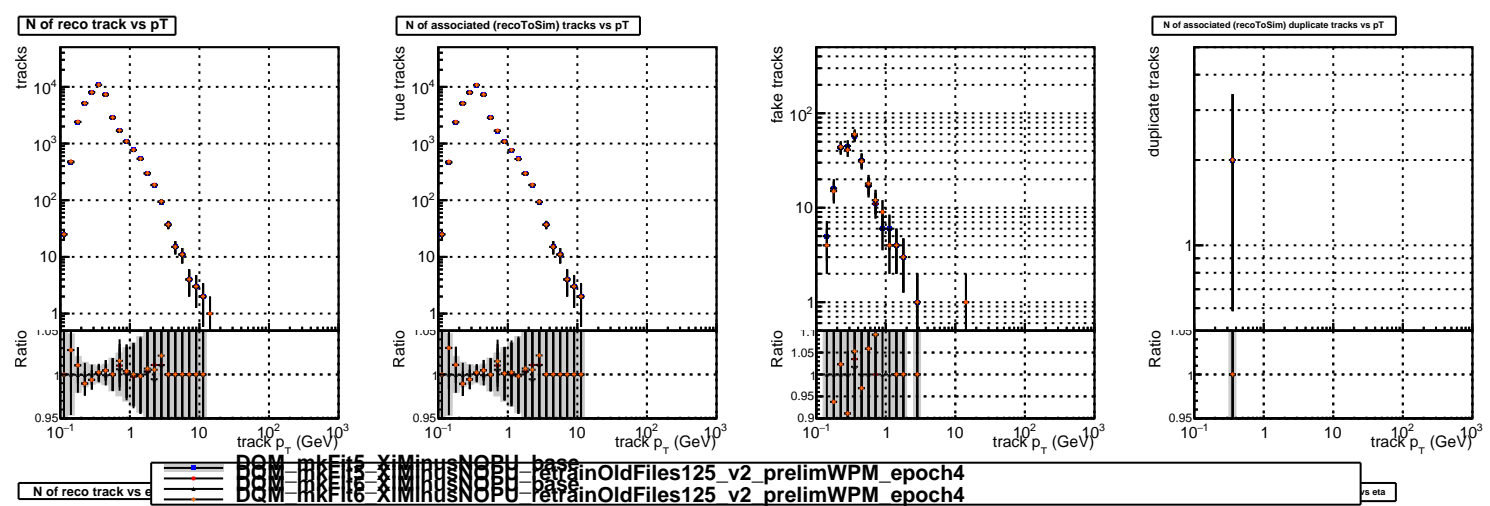 N of reco track vs pT
N of associated (recoToSim) tracks vs pT
N of associated (recoToSim) duplicate tracks vs pT
tracks
10^4
10^3
10^2
10
1
Ratio
1.05
1
0.95
10^-1 1 10 10^2 10^3
track p_T (GeV)
true tracks
10^4
10^3
10^2
10
1
Ratio
1.05
1
0.95
10^-1 1 10 10^2 10^3
track p_T (GeV)
fake tracks
10^2
10
1
Ratio
1.1
1.05
1
0.95
0.9
10^-1 1 10 10^2 10^3
track p_T (GeV)
duplicate tracks
1
Ratio
1.05
1
0.95
10^-1 1 10 10^2 10^3
track p_T (GeV)
DQM_mkFit5_XiMinusNOPU_base
DQM_mkFit5_XiMinusNOPU_retrainOldFiles125_v2_prelimWPM_epoch4
DQM_mkFit6_XiMinusNOPU_base
DQM_mkFit6_XiMinusNOPU_retrainOldFiles125_v2_prelimWPM_epoch4
N of reco track vs e
vs eta